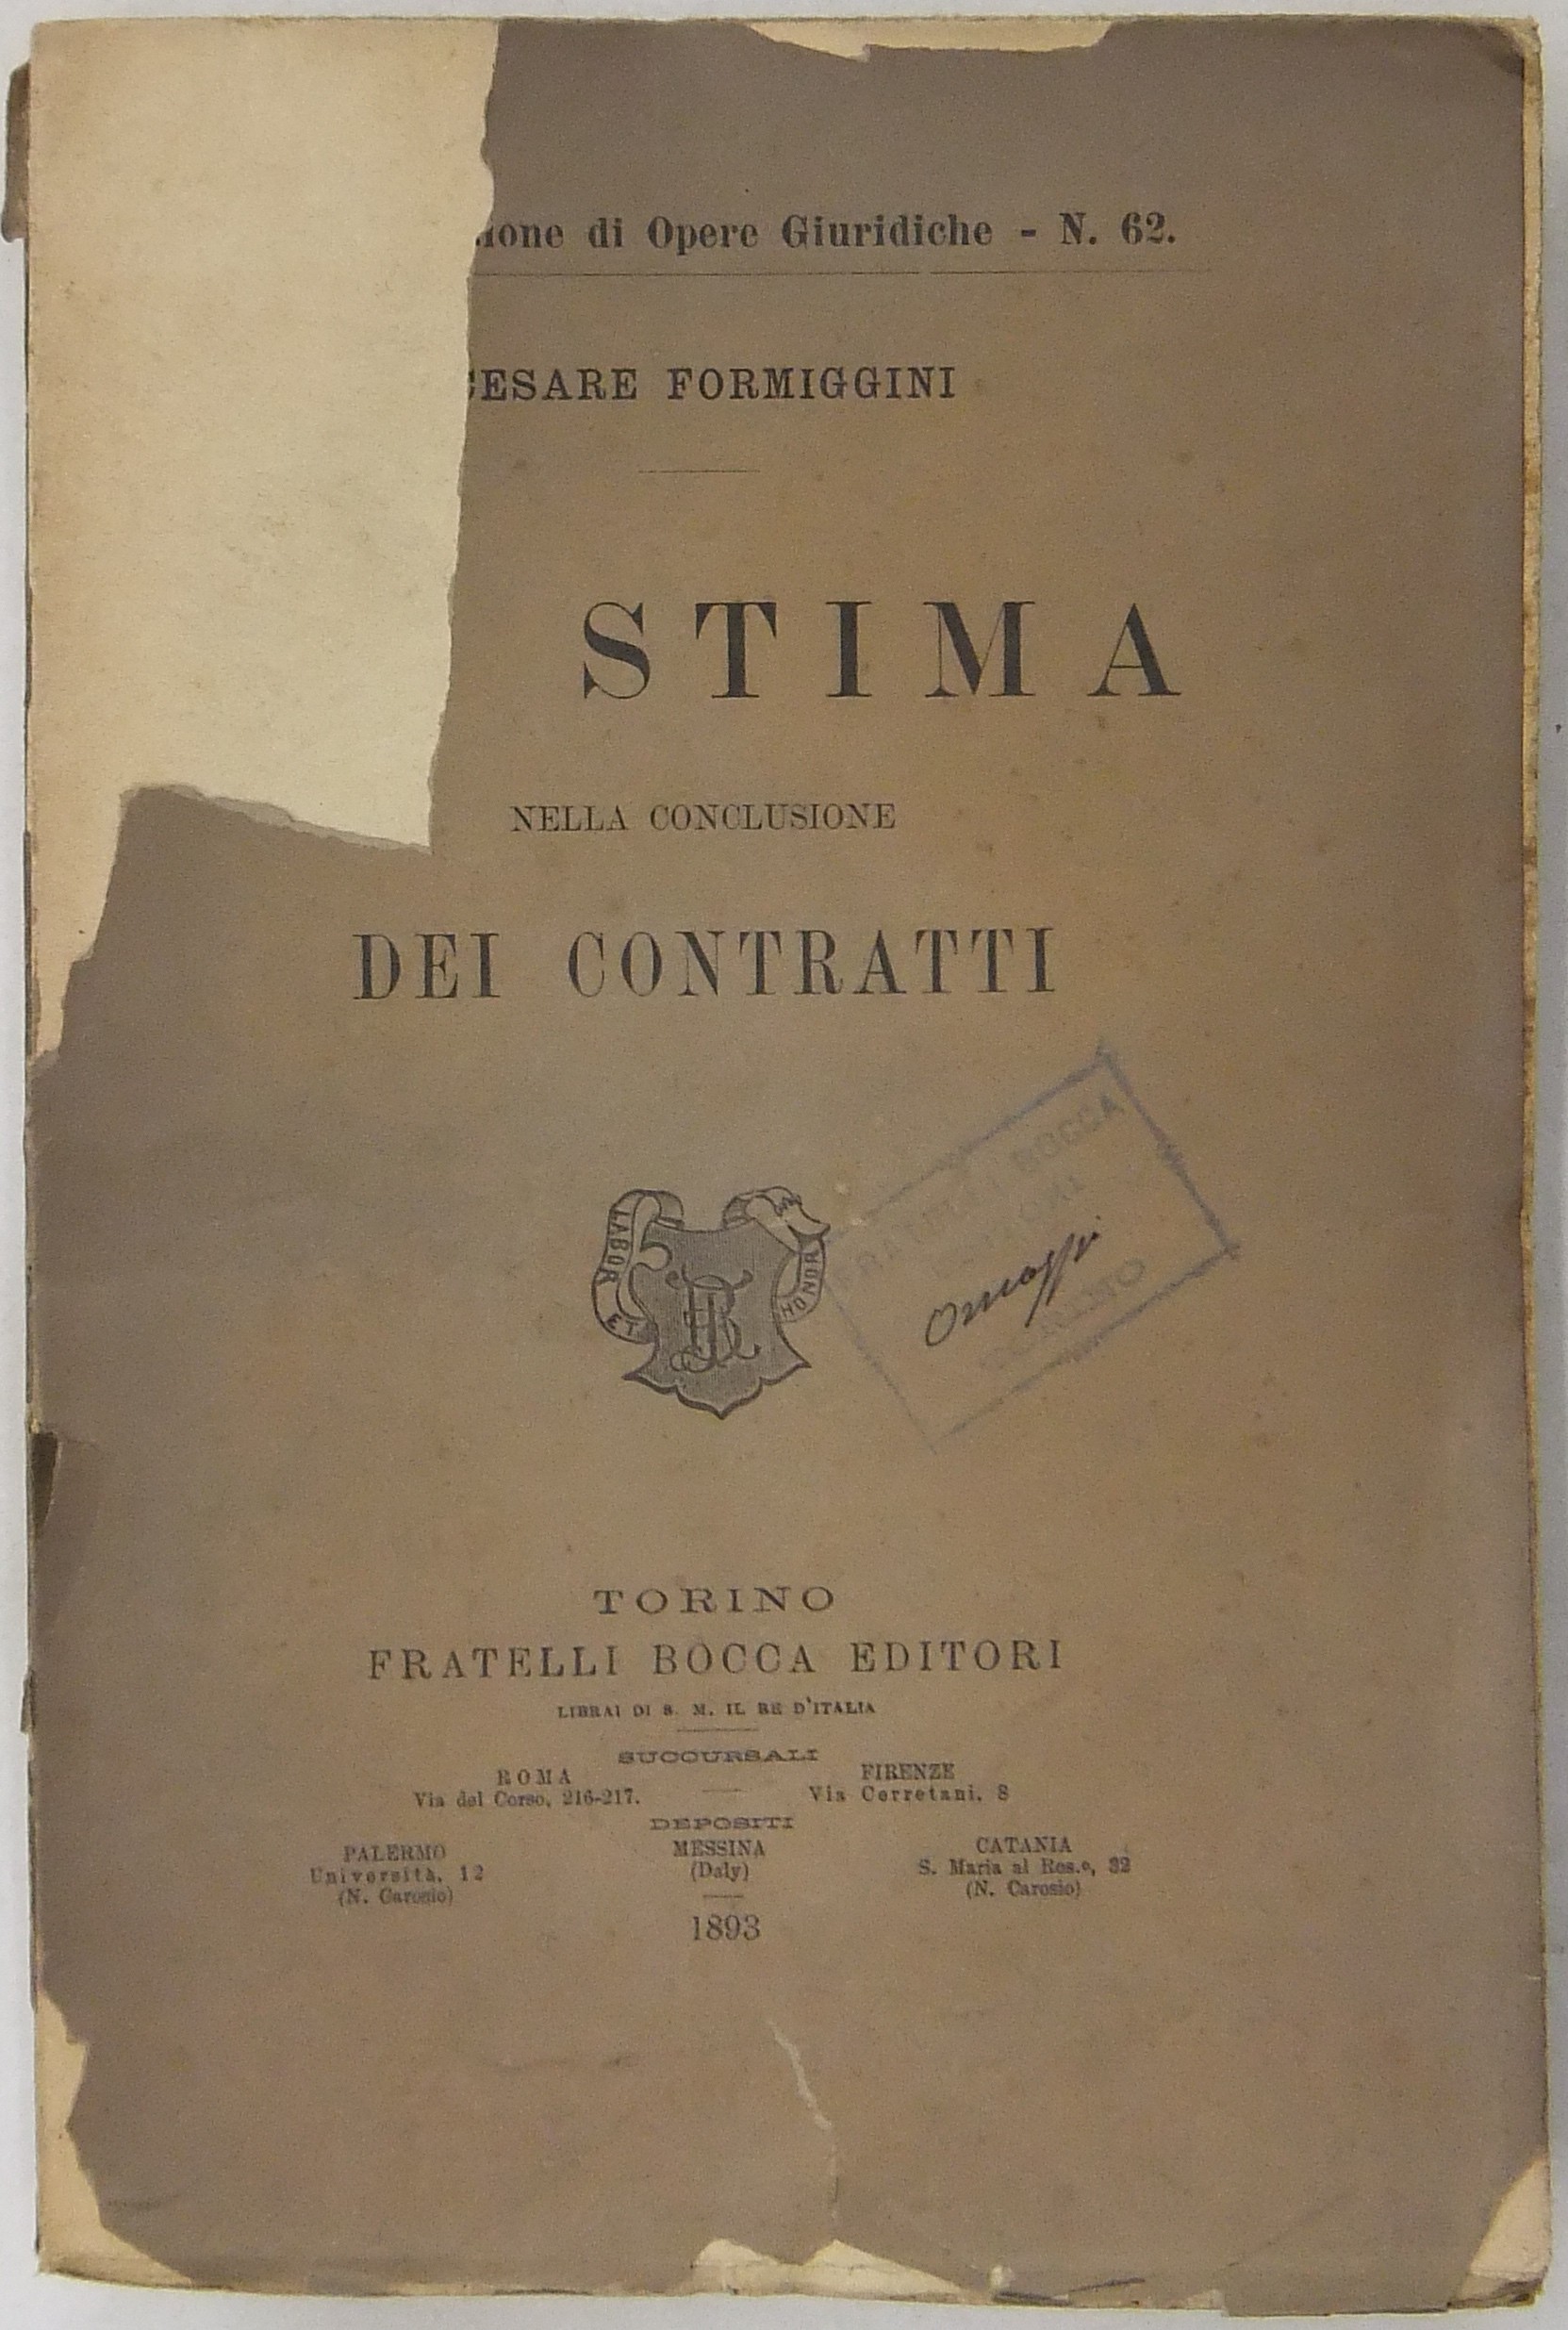 ione di Opere Giuridiche - N. 62.
CESARE FORMIGGINI
STIMA
NELLA CONCLUSIONE
DEI CONTRATTI
LABOR ET HONOR
BOCCA
TORINO
FRATELLI BOCCA EDITORI
LIBRAI DI S. M. IL RE D'ITALIA
SUCCURSALI
ROMA FIRENZE
Via del Corso, 216-217. Via Cerretani, 8
DEPOSITI
PALERMO MESSINA CATANIA
Università, 12 (Daly) S. Maria al Ros.º, 32
(N. Carosio) (N. Carosio)
1893